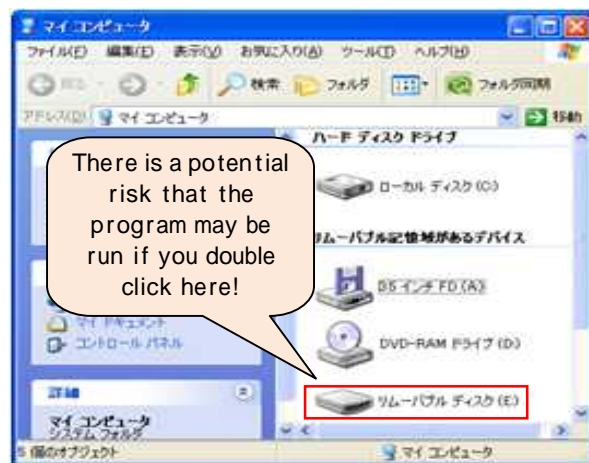 マイ コンピュータ
ファイル(F) 編集(E) 表示(V) お気に入り(A) ツール(T) ヘルプ(H)
戻る 検索 フォルダ フォルダの同期
アドレス(D) マイ コンピュータ 移動
There is a potential
risk that the
program may be
run if you double
click here!
ハード ディスク ドライブ
ローカル ディスク (C)
リムーバブル記憶域があるデバイス
3.5 インチ FD (A)
DVD-RAM ドライブ (D)
リムーバブル ディスク (E)
マイ ドキュメント
コントロール パネル
詳細
マイ コンピュータ
システム フォルダ
5 個のオブジェクト マイ コンピュータ